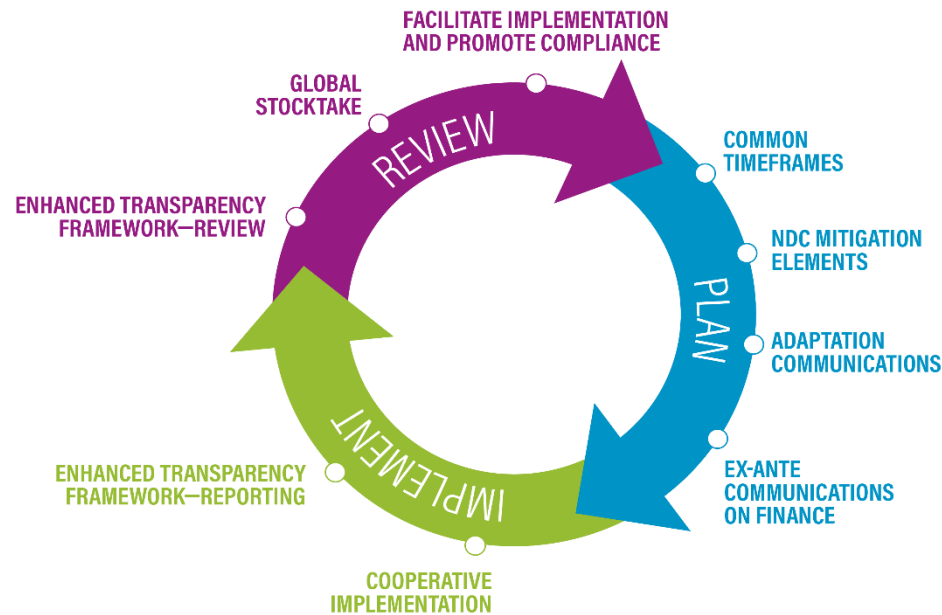 FACILITATE IMPLEMENTATION
AND PROMOTE COMPLIANCE
GLOBAL
STOCKTAKE
ENHANCED TRANSPARENCY
FRAMEWORK—REVIEW
REVIEW
COMMON
TIMEFRAMES
NDC MITIGATION
ELEMENTS
PLAN
ADAPTATION
COMMUNICATIONS
EX-ANTE
COMMUNICATIONS
ON FINANCE
IMPLEMENT
ENHANCED TRANSPARENCY
FRAMEWORK—REPORTING
COOPERATIVE
IMPLEMENTATION